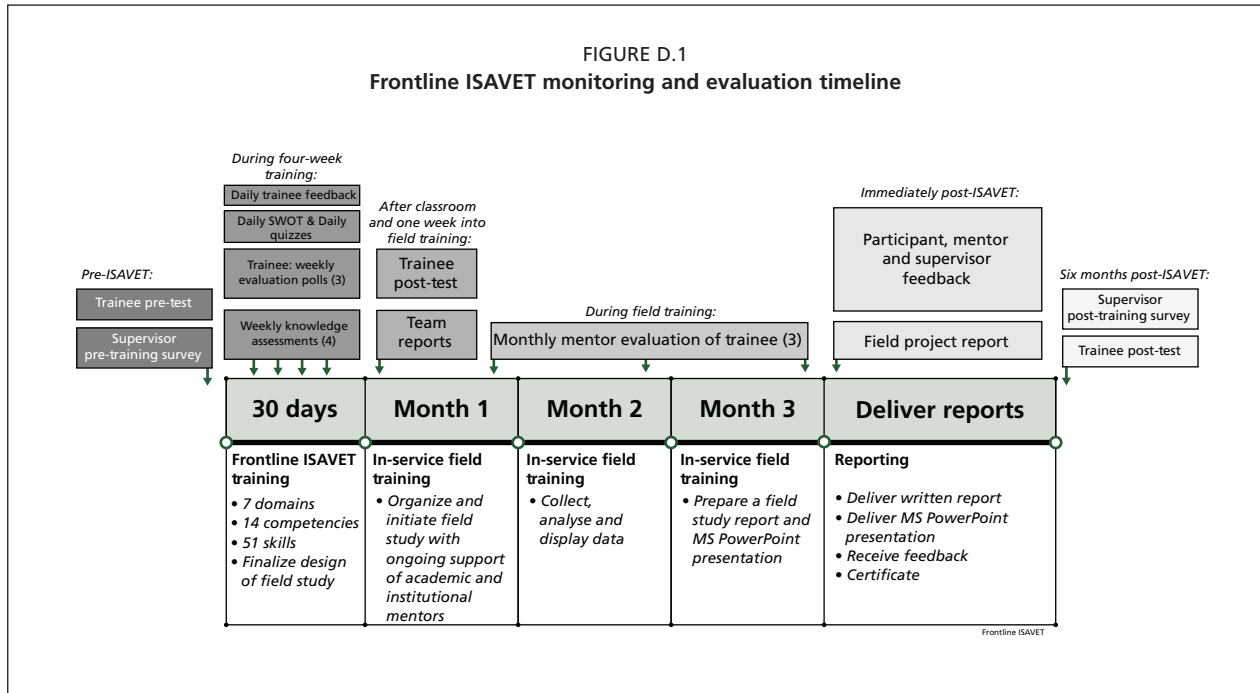 FIGURE D.1
Frontline ISAVET monitoring and evaluation timeline
Pre-ISAVET:
Trainee pre-test
Supervisor
pre-training survey
During four-week
training:
Daily trainee feedback
Daily SWOT & Daily
quizzes
Trainee: weekly
evaluation polls (3)
Weekly knowledge
assessments (4)
After classroom
and one week into
field training:
Trainee
post-test
Team
reports
During field training:
Monthly mentor evaluation of trainee (3)
Immediately post-ISAVET:
Participant, mentor
and supervisor
feedback
Field project report
Six months post-ISAVET:
Supervisor
post-training survey
Trainee post-test
30 days
Month 1
Month 2
Month 3
Deliver reports
Frontline ISAVET
training
• 7 domains
• 14 competencies
• 51 skills
• Finalize design
of field study
In-service field
training
• Organize and
initiate field
study with
ongoing support
of academic and
institutional
mentors
In-service field
training
• Collect,
analyse and
display data
In-service field
training
• Prepare a field
study report and
MS PowerPoint
presentation
Reporting
• Deliver written report
• Deliver MS PowerPoint
presentation
• Receive feedback
• Certificate
Frontline ISAVET